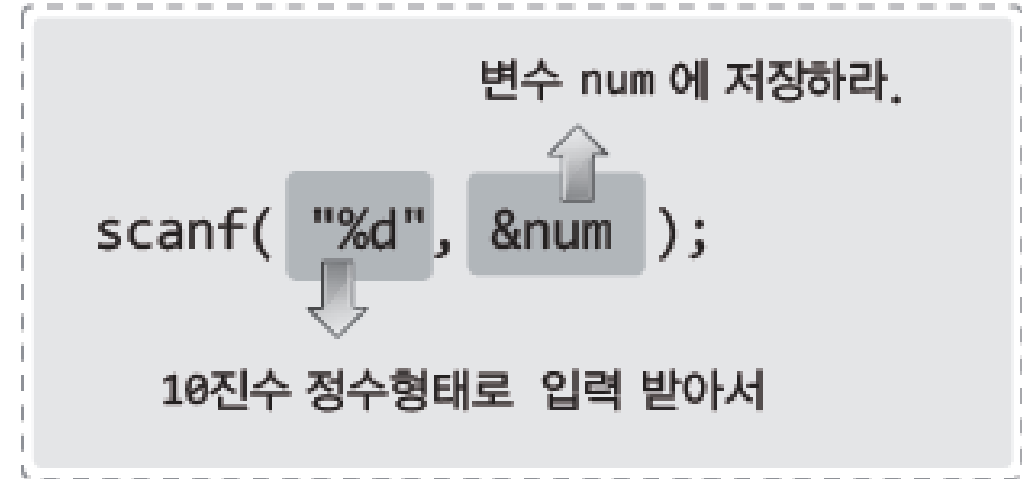 변수 num 에 저장하라.
scanf( "%d", &num );
10진수 정수형태로 입력 받아서